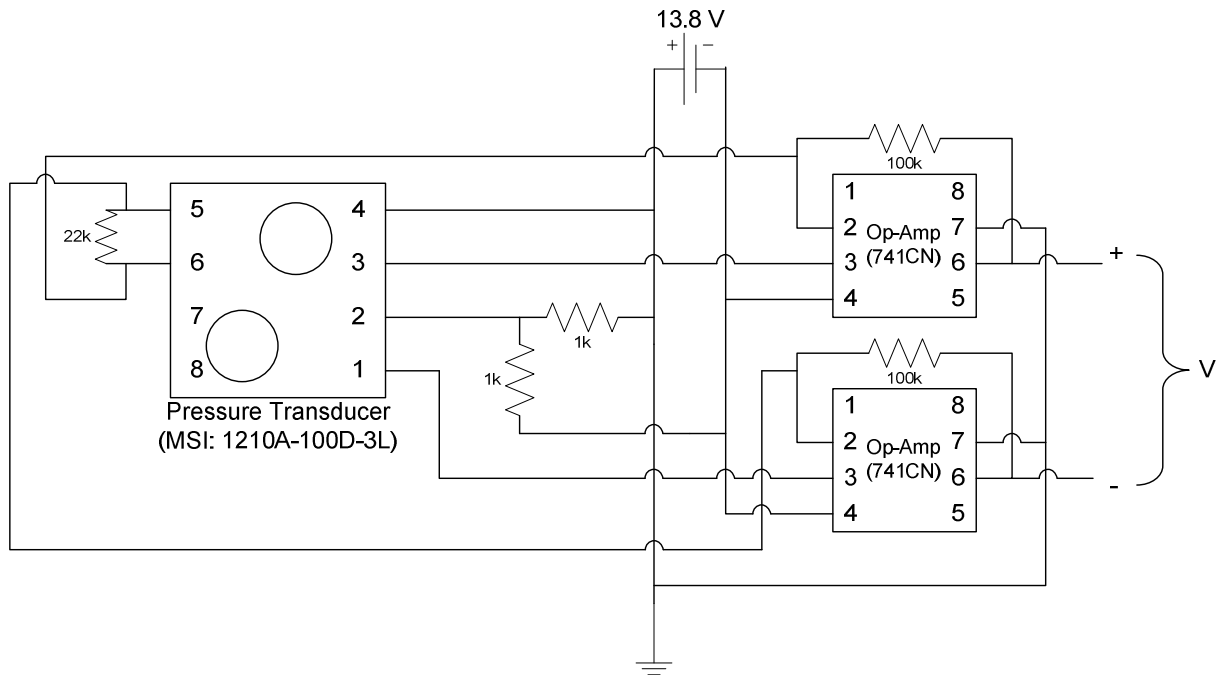 13.8 V
+ -
100k
22k
5 4
6 3
7 2
8 1
1k
1k
Pressure Transducer
(MSI: 1210A-100D-3L)
1 8
2 Op-Amp 7
3 (741CN) 6
4 5
100k
1 8
2 Op-Amp 7
3 (741CN) 6
4 5
+
V
-